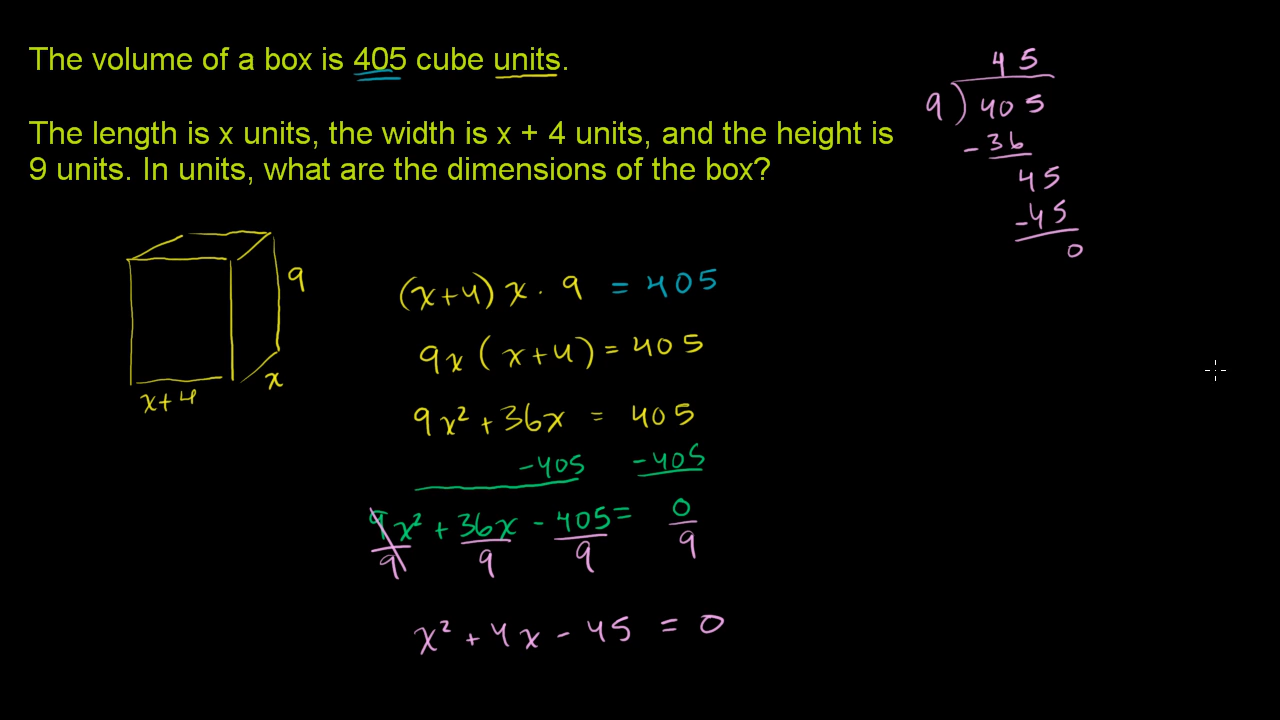 The volume of a box is 405 cube units.
The length is x units, the width is x + 4 units, and the height is
9 units. In units, what are the dimensions of the box?
45
9)405
-36
45
-45
0
9
x+4
x
(x+4)x·9 = 405
9x(x+4) = 405
9x² + 36x = 405
-405 -405
9x² + 36x - 405 = 0
9 9 9 9
x² + 4x - 45 = 0